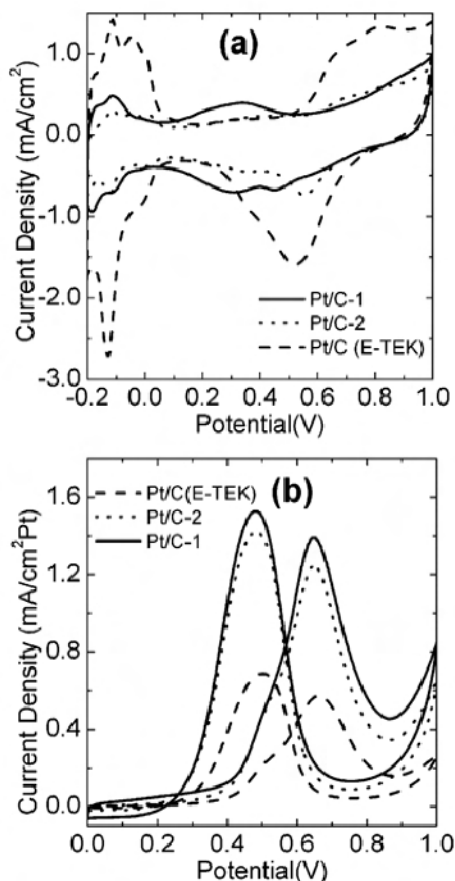 (a)
Current Density (mA/cm²)
1.0
0.0
-1.0
-2.0
-3.0
Pt/C-1
Pt/C-2
Pt/C (E-TEK)
-0.2 0.0 0.2 0.4 0.6 0.8 1.0
Potential(V)
(b)
Current Density (mA/cm²Pt)
1.6
1.2
0.8
0.4
0.0
Pt/C(E-TEK)
Pt/C-2
Pt/C-1
0.0 0.2 0.4 0.6 0.8 1.0
Potential(V)